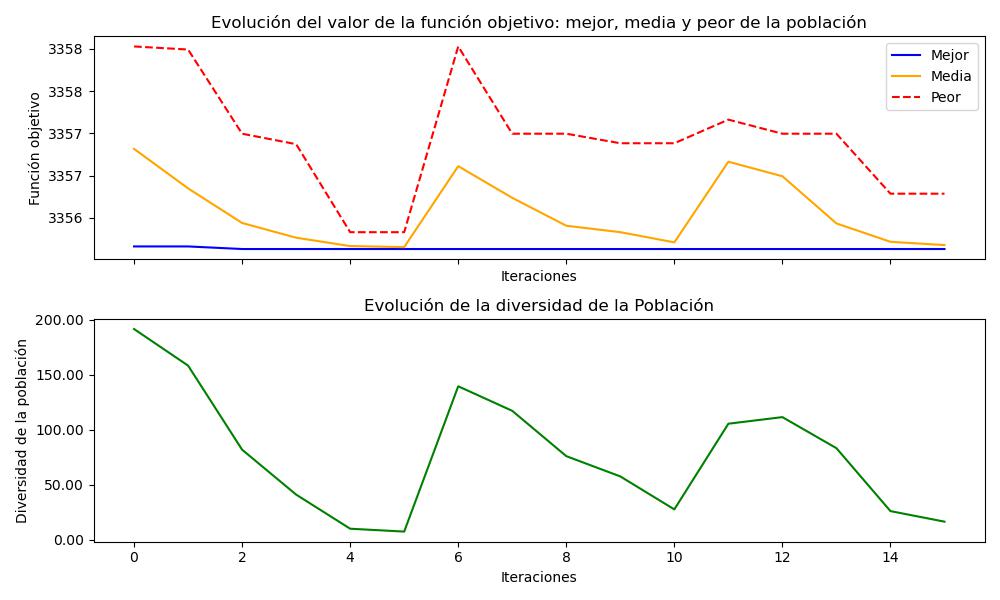 Evolución del valor de la función objetivo: mejor, media y peor de la población
3358
3358
3357
3357
3356
Función objetivo
Mejor
Media
Peor
Iteraciones
Evolución de la diversidad de la Población
200.00
150.00
100.00
50.00
0.00
Diversidad de la población
0 2 4 6 8 10 12 14
Iteraciones